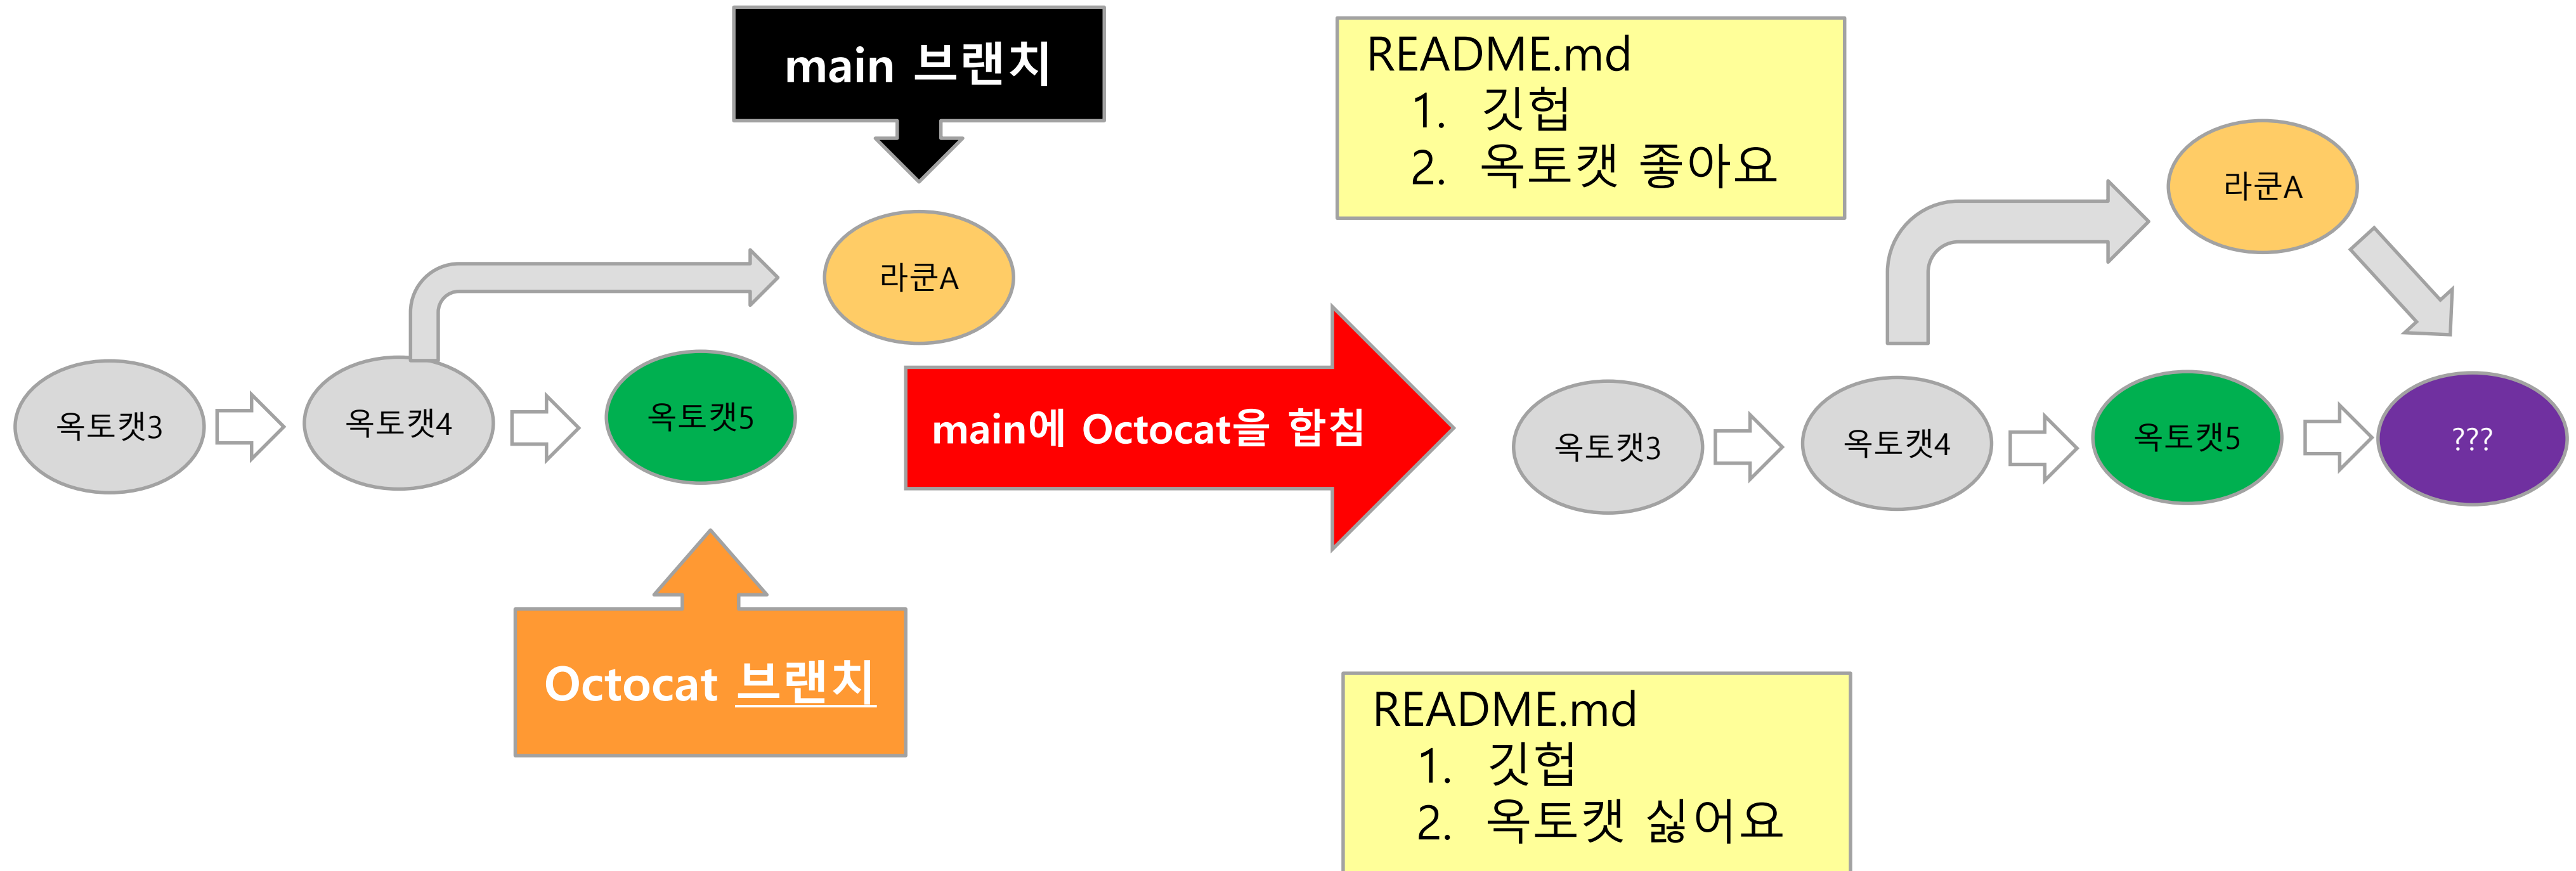 main 브랜치
라쿤A
옥토캣3
옥토캣4
옥토캣5
Octocat 브랜치
main에 Octocat을 합침
README.md
1. 깃헙
2. 옥토캣 좋아요
라쿤A
옥토캣3
옥토캣4
옥토캣5
???
README.md
1. 깃헙
2. 옥토캣 싫어요